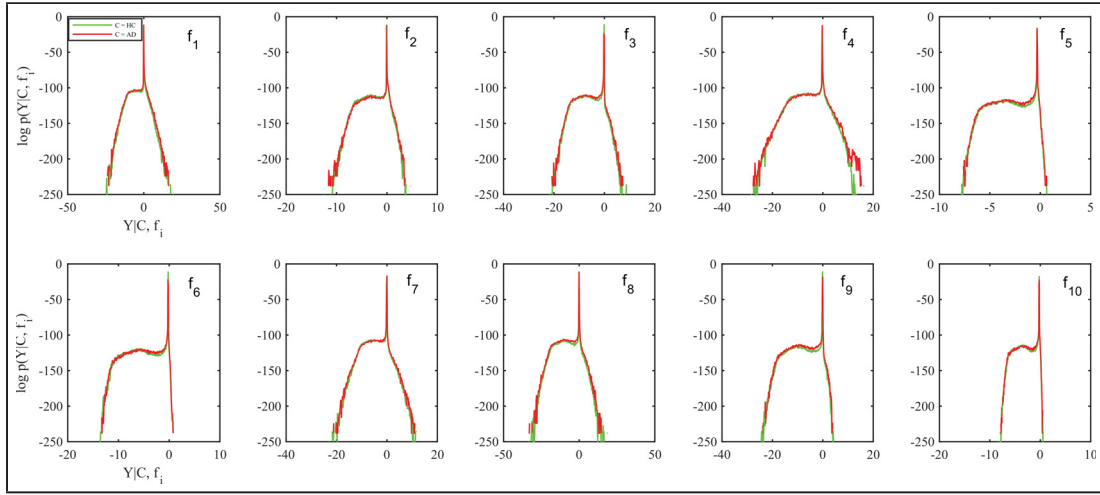 C = HC
C = AD
f1
f2
f3
f4
f5
log p(Y|C, fi)
0 -50 -100 -150 -200 -250
-50 0 50
0 -50 -100 -150 -200 -250
-20 -10 0 10
0 -50 -100 -150 -200 -250
-40 -20 0 20
0 -50 -100 -150 -200 -250
-40 -20 0 20
0 -50 -100 -150 -200 -250
-10 -5 0 5
Y|C, fi
f6
f7
f8
f9
f10
log p(Y|C, fi)
0 -50 -100 -150 -200 -250
-20 -10 0 10
0 -50 -100 -150 -200 -250
-40 -20 0 20
0 -50 -100 -150 -200 -250
-50 0 50
0 -50 -100 -150 -200 -250
-40 -20 0 20
0 -50 -100 -150 -200 -250
-20 -10 0 10
Y|C, fi